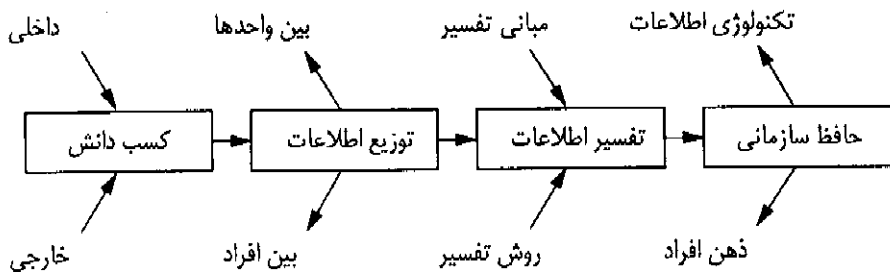 داخلی
بین واحدها
مبانی تفسیر
تکنولوژی اطلاعات
کسب دانش
توزیع اطلاعات
تفسیر اطلاعات
حافظ سازمانی
خارجی
بین افراد
روش تفسیر
ذهن افراد